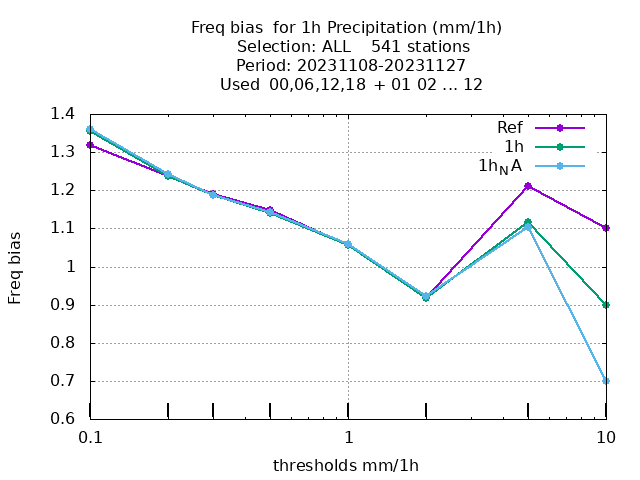 Freq bias  for 1h Precipitation (mm/1h)
Selection: ALL    541 stations
Period: 20231108-20231127
Used  00,06,12,18  + 01 02 ... 12
Ref
1h
1h_NA
1.4
1.3
1.2
1.1
1
0.9
0.8
0.7
0.6
Freq bias
0.1 1 10
thresholds mm/1h